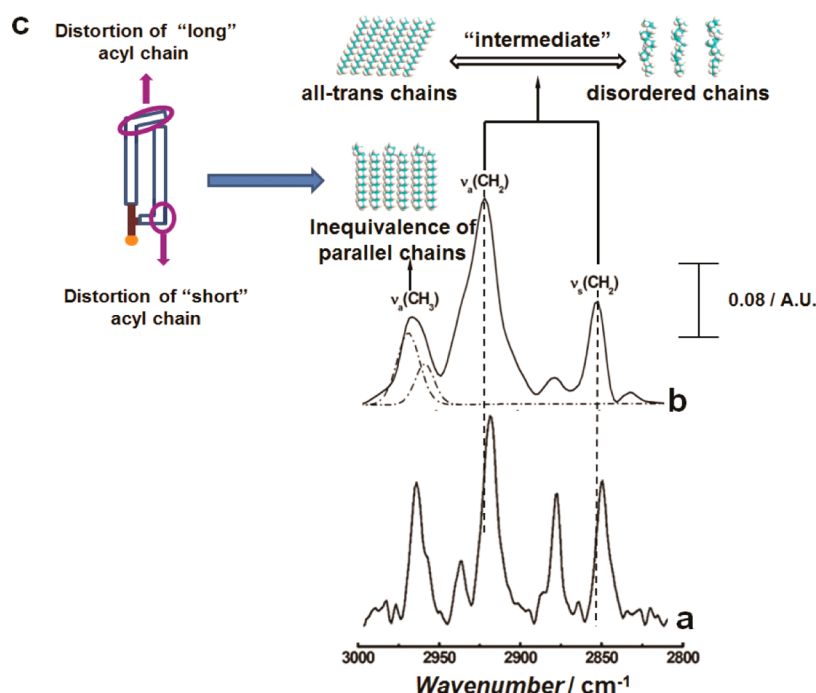 c
Distortion of “long”
acyl chain
“intermediate”
all-trans chains
disordered chains
νa(CH2)
Inequivalence of
parallel chains
Distortion of “short”
acyl chain
νa(CH3)
νs(CH2)
0.08 / A.U.
b
a
3000 2950 2900 2850 2800
Wavenumber / cm-1